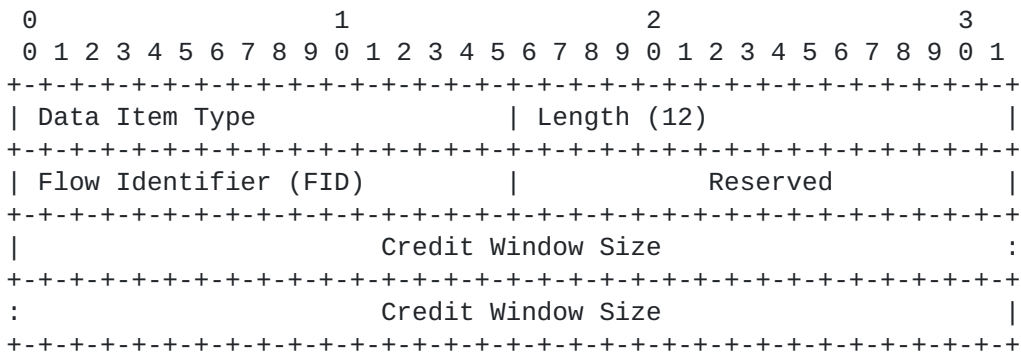 0                   1                   2                   3
 0 1 2 3 4 5 6 7 8 9 0 1 2 3 4 5 6 7 8 9 0 1 2 3 4 5 6 7 8 9 0 1
+-+-+-+-+-+-+-+-+-+-+-+-+-+-+-+-+-+-+-+-+-+-+-+-+-+-+-+-+-+-+-+-+
| Data Item Type                | Length (12)                   |
+-+-+-+-+-+-+-+-+-+-+-+-+-+-+-+-+-+-+-+-+-+-+-+-+-+-+-+-+-+-+-+-+
| Flow Identifier (FID)         |            Reserved           |
+-+-+-+-+-+-+-+-+-+-+-+-+-+-+-+-+-+-+-+-+-+-+-+-+-+-+-+-+-+-+-+-+
|                       Credit Window Size                      :
+-+-+-+-+-+-+-+-+-+-+-+-+-+-+-+-+-+-+-+-+-+-+-+-+-+-+-+-+-+-+-+-+
:                       Credit Window Size                      |
+-+-+-+-+-+-+-+-+-+-+-+-+-+-+-+-+-+-+-+-+-+-+-+-+-+-+-+-+-+-+-+-+